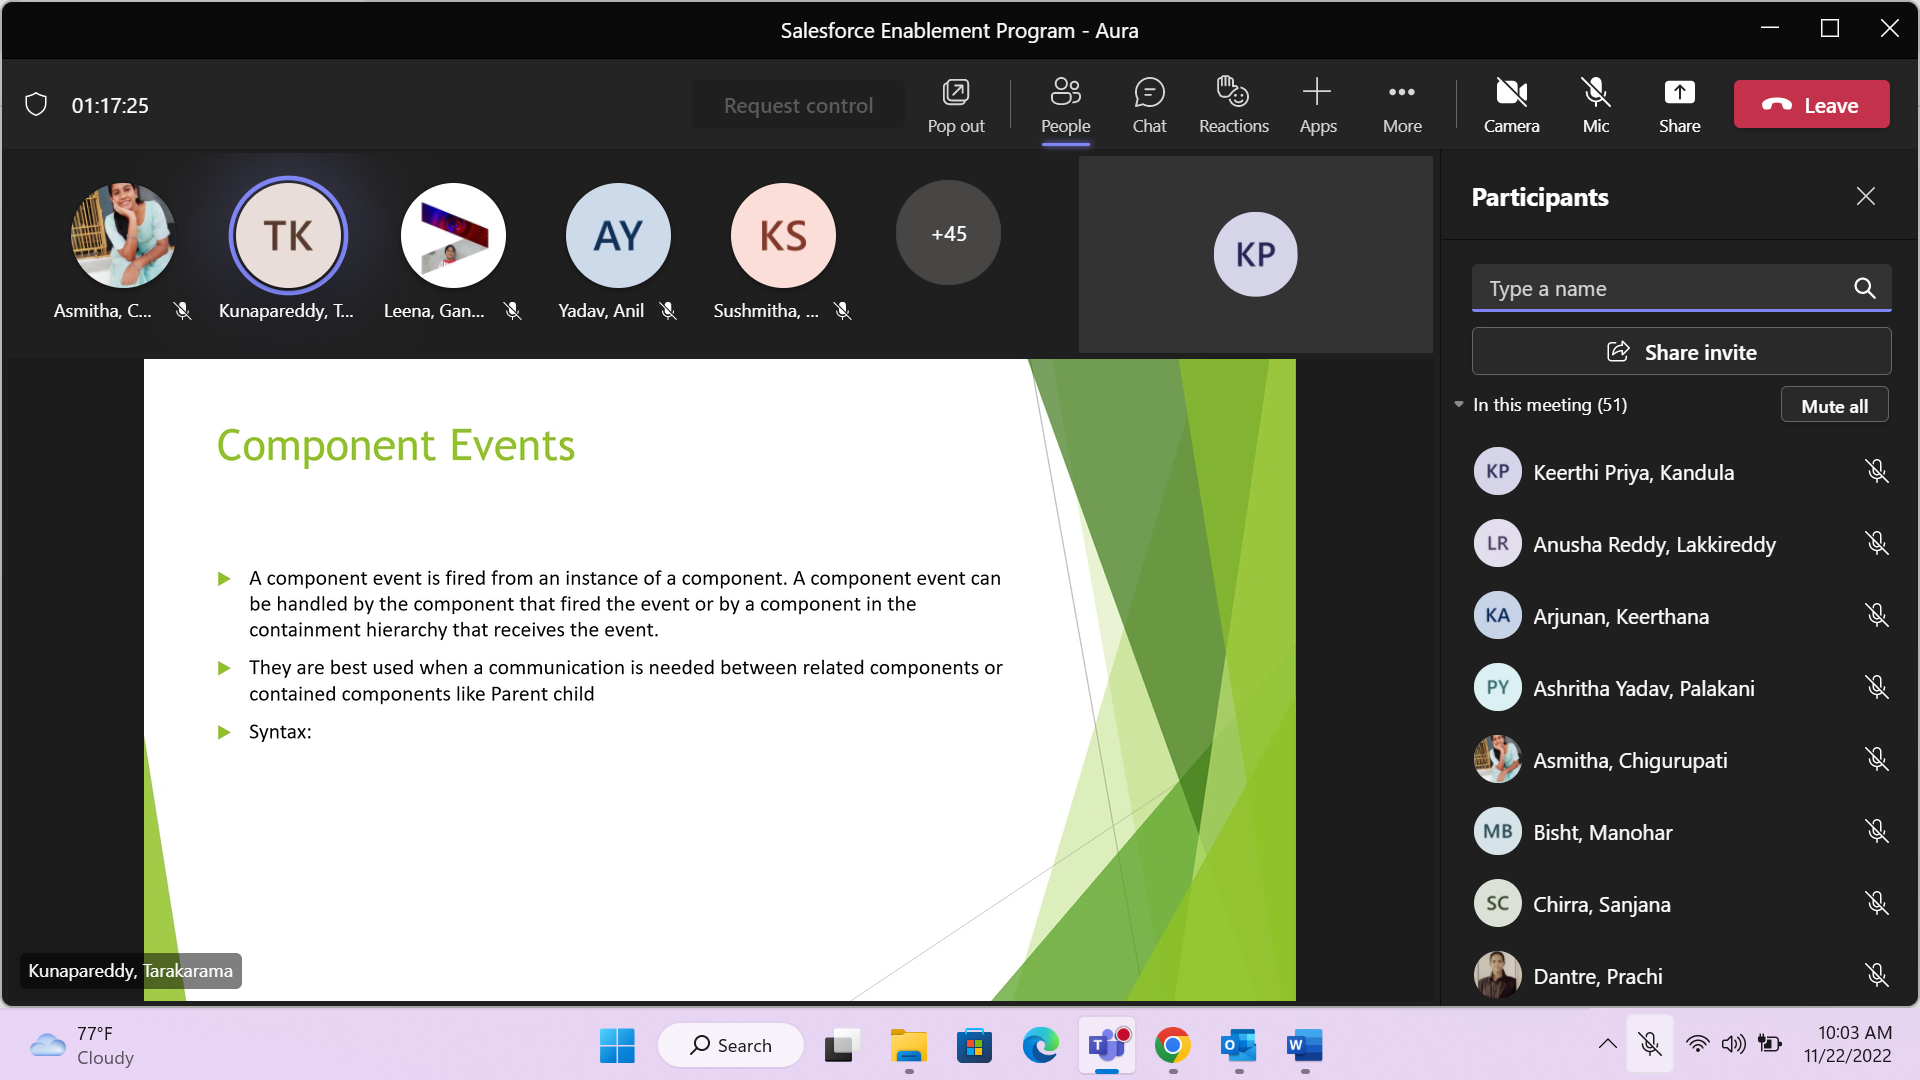 Salesforce Enablement Program - Aura
01:17:25
Request control
Pop out
People
Chat
Reactions
Apps
More
Camera
Mic
Share
Leave
TK
AY
KS
+45
KP
Asmitha, C...
Kunapareddy, T...
Leena, Gan...
Yadav, Anil
Sushmitha, ...
Component Events
A component event is fired from an instance of a component. A component event can
be handled by the component that fired the event or by a component in the
containment hierarchy that receives the event.
They are best used when a communication is needed between related components or
contained components like Parent child
Syntax:
Kunapareddy, Tarakarama
Participants
Type a name
Share invite
In this meeting (51)
Mute all
KP Keerthi Priya, Kandula
LR Anusha Reddy, Lakkireddy
KA Arjunan, Keerthana
PY Ashritha Yadav, Palakani
Asmitha, Chigurupati
MB Bisht, Manohar
SC Chirra, Sanjana
Dantre, Prachi
77°F
Cloudy
Search
T
O
W
10:03 AM
11/22/2022